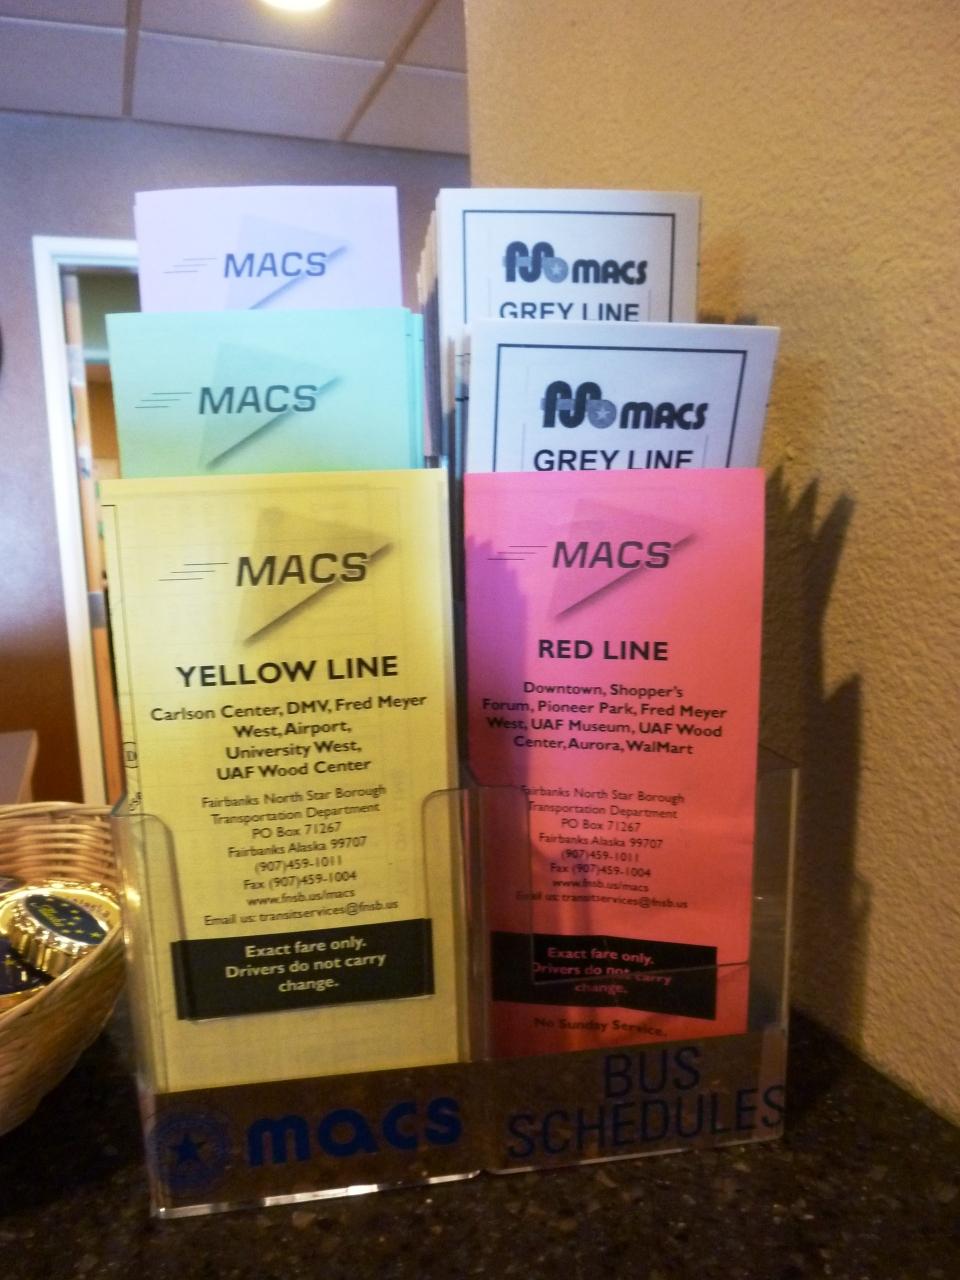 MACS
MACS
GREY LINE
MACS
MACS
GREY LINE
MACS
YELLOW LINE
Carlson Center, DMV, Fred Meyer
West, Airport,
University West,
UAF Wood Center
Fairbanks North Star Borough
Transportation Department
PO Box 71267
Fairbanks Alaska 99707
(907)459-1011
Fax (907)459-1004
www.fnsb.us/macs
Email us: transitservices@fnsb.us
Exact fare only.
Drivers do not carry
change.
MACS
RED LINE
Downtown, Shopper's
Forum, Pioneer Park, Fred Meyer
West, UAF Museum, UAF Wood
Center, Aurora, WalMart
Fairbanks North Star Borough
Transportation Department
PO Box 71267
Fairbanks Alaska 99707
(907)459-1011
Fax (907)459-1004
www.fnsb.us/macs
Email us: transitservices@fnsb.us
Exact fare only.
Drivers do not carry
change.
No Sunday Service.
macs
BUS
SCHEDULES